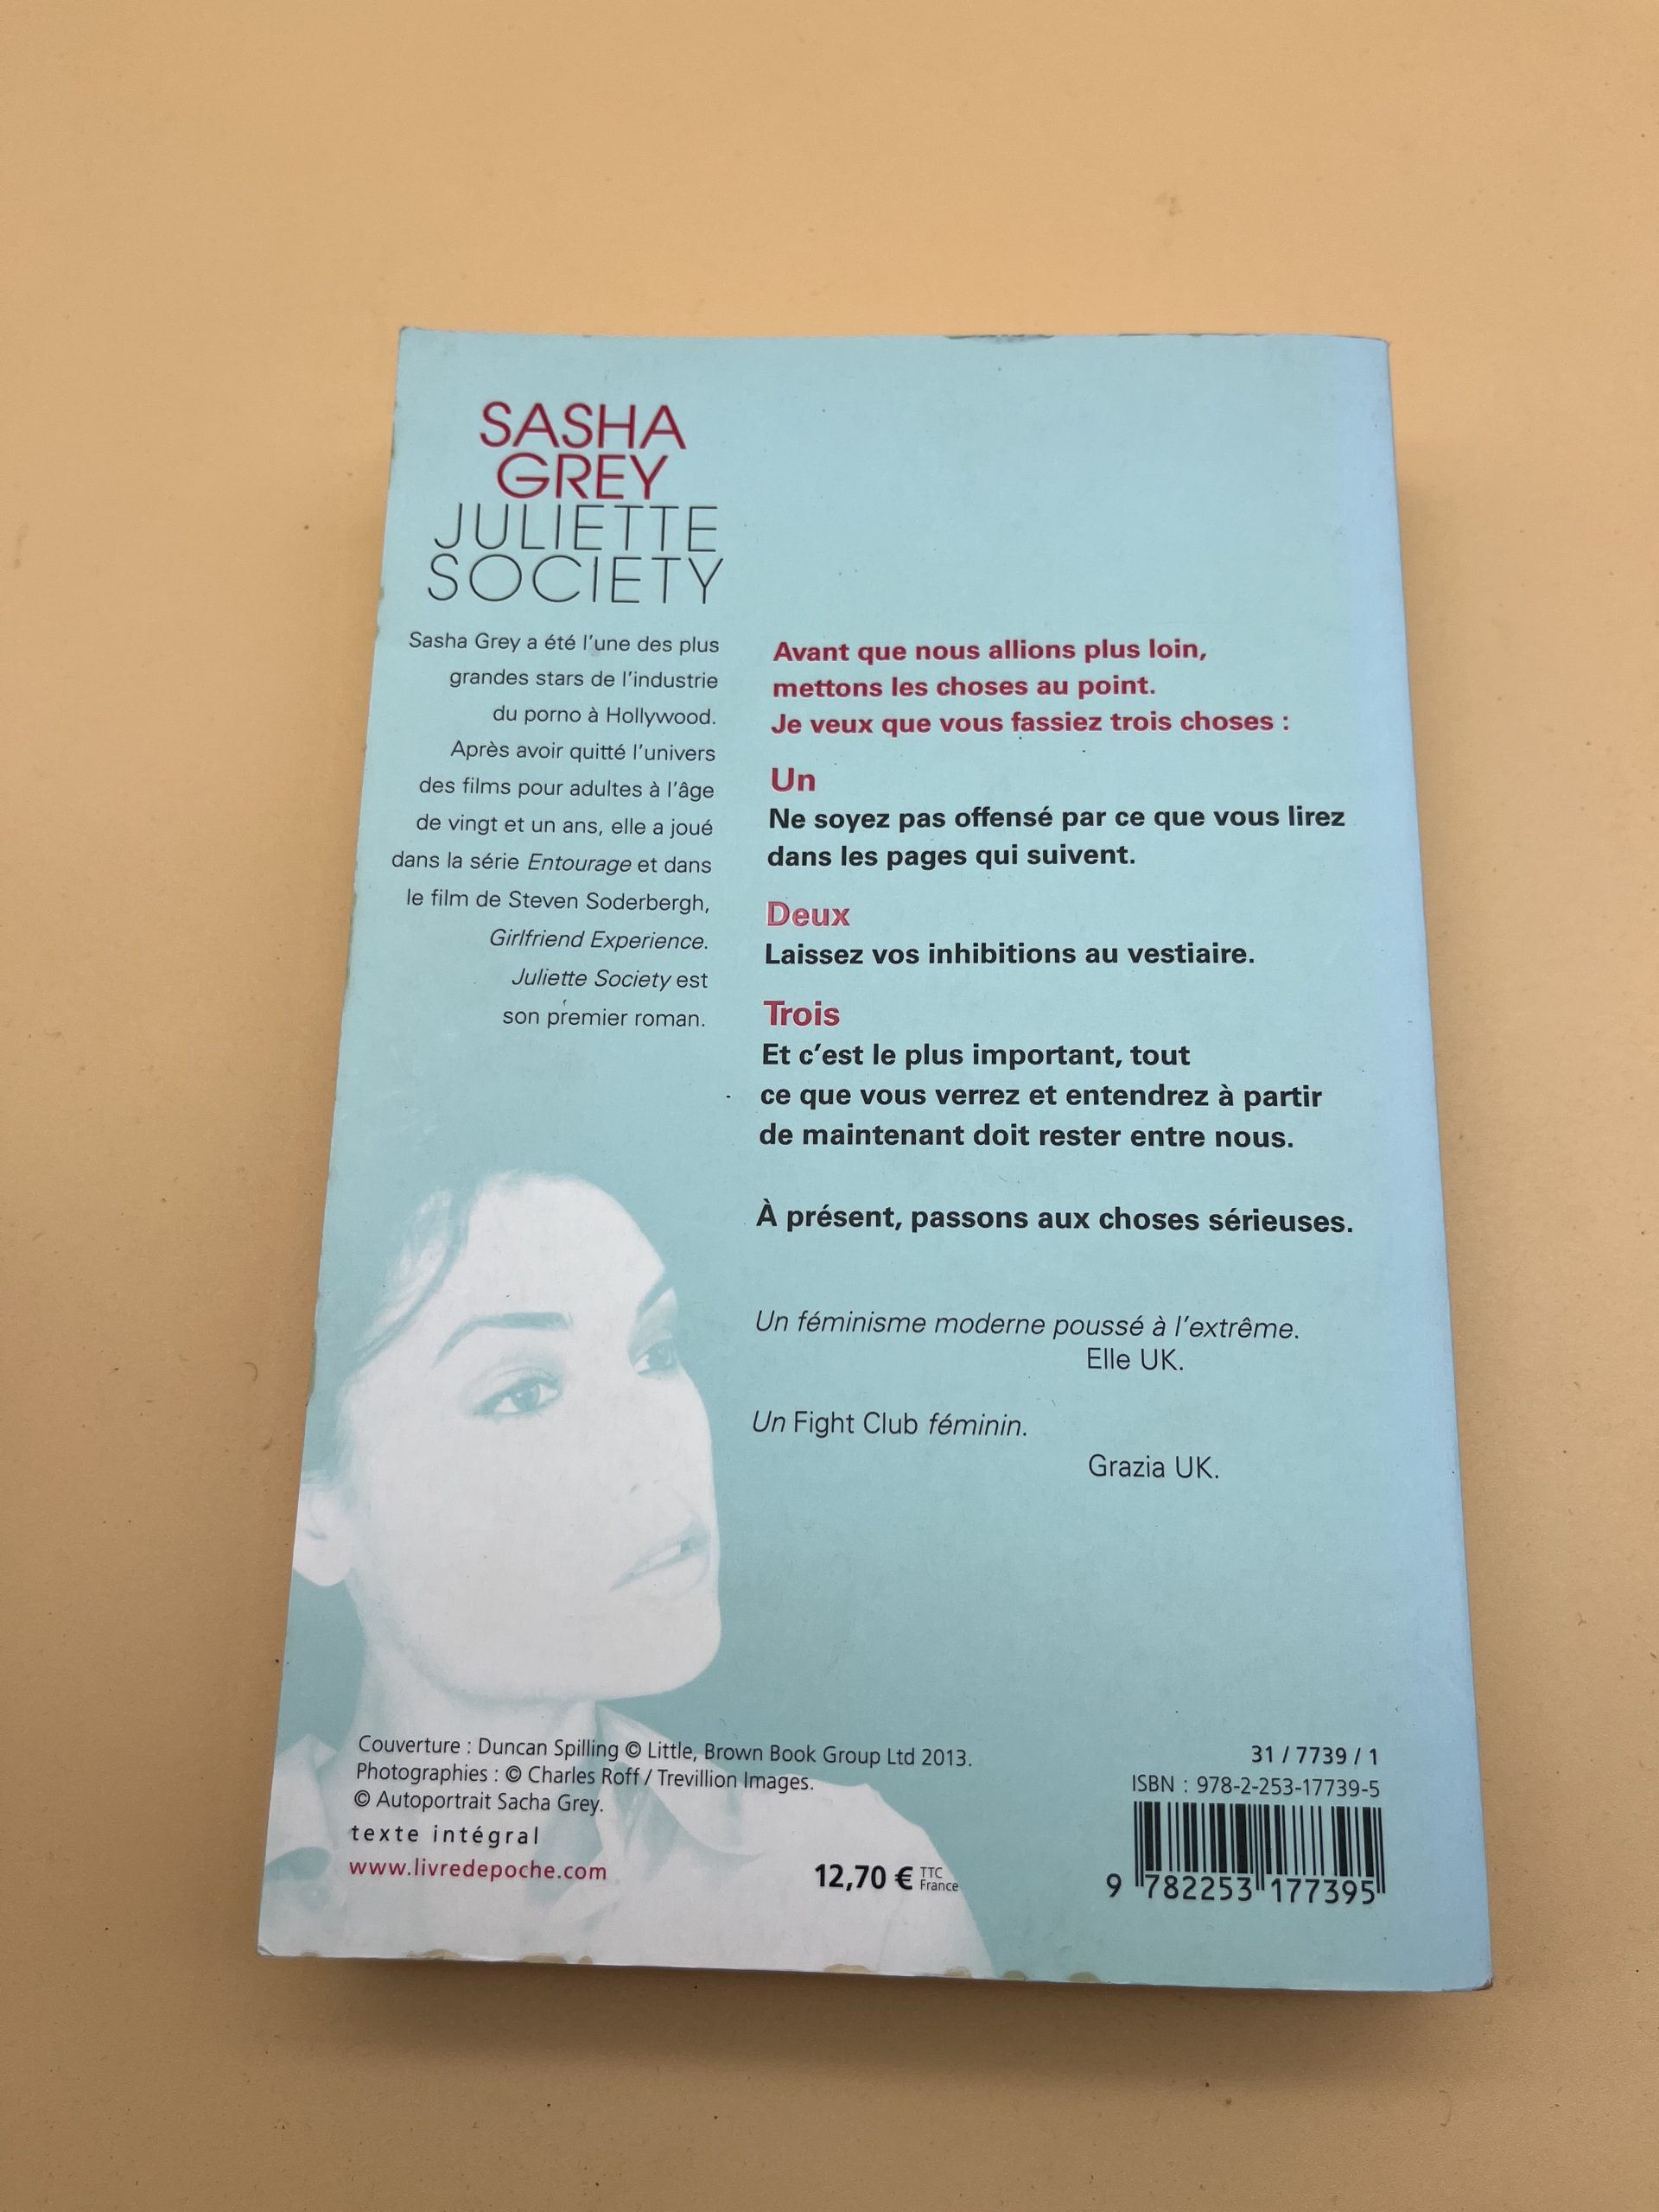 SASHA
GREY
JULIETTE
SOCIETY
Sasha Grey a été l'une des plus
grandes stars de l'industrie
du porno à Hollywood.
Après avoir quitté l'univers
des films pour adultes à l'âge
de vingt et un ans, elle a joué
dans la série Entourage et dans
le film de Steven Soderbergh,
Girlfriend Experience.
Juliette Society est
son premier roman.
Avant que nous allions plus loin,
mettons les choses au point.
Je veux que vous fassiez trois choses :
Un
Ne soyez pas offensé par ce que vous lirez
dans les pages qui suivent.
Deux
Laissez vos inhibitions au vestiaire.
Trois
Et c'est le plus important, tout
ce que vous verrez et entendrez à partir
de maintenant doit rester entre nous.
À présent, passons aux choses sérieuses.
Un féminisme moderne poussé à l'extrême.
Elle UK.
Un Fight Club féminin.
Grazia UK.
Couverture : Duncan Spilling © Little, Brown Book Group Ltd 2013.
Photographies : © Charles Roff / Trevillion Images.
© Autoportrait Sacha Grey.
texte intégral
www.livredepoche.com
12,70 € TTC France
31 / 7739 / 1
ISBN : 978-2-253-17739-5
9 782253 177395